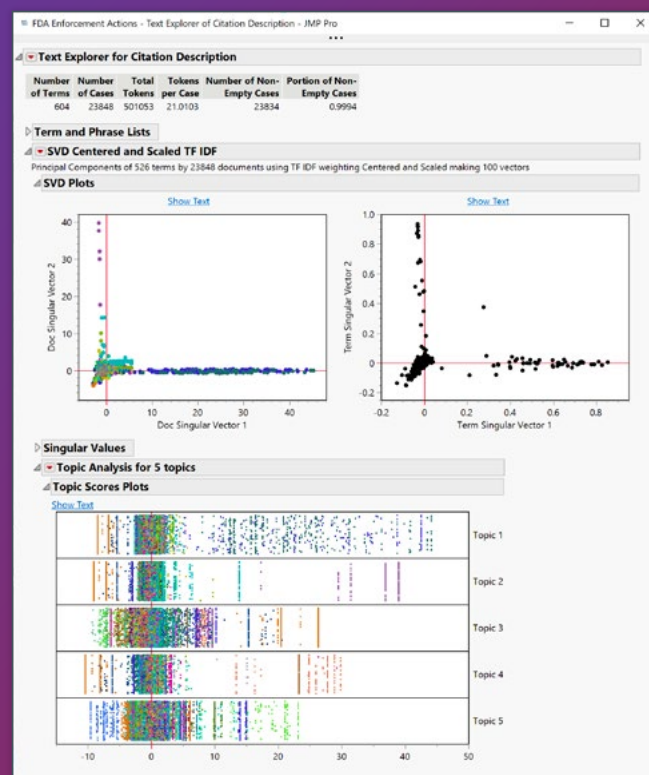 FDA Enforcement Actions - Text Explorer of Citation Description - JMP Pro
Text Explorer for Citation Description
Number of Terms Number of Cases Total Tokens Tokens per Case Number of Non-Empty Cases Portion of Non-Empty Cases
604 23848 501053 21.0103 23834 0.9994
Term and Phrase Lists
SVD Centered and Scaled TF IDF
Principal Components of 526 terms by 23848 documents using TF IDF weighting Centered and Scaled making 100 vectors
SVD Plots
Show Text
Doc Singular Vector 2
40
30
20
10
0
0 10 20 30 40
Doc Singular Vector 1
Show Text
Term Singular Vector 2
1.0
0.8
0.6
0.4
0.2
0
-0.2
-0.2 0 0.2 0.4 0.6 0.8
Term Singular Vector 1
Singular Values
Topic Analysis for 5 topics
Topic Scores Plots
Show Text
Topic 1
Topic 2
Topic 3
Topic 4
Topic 5
-10 0 10 20 30 40 50